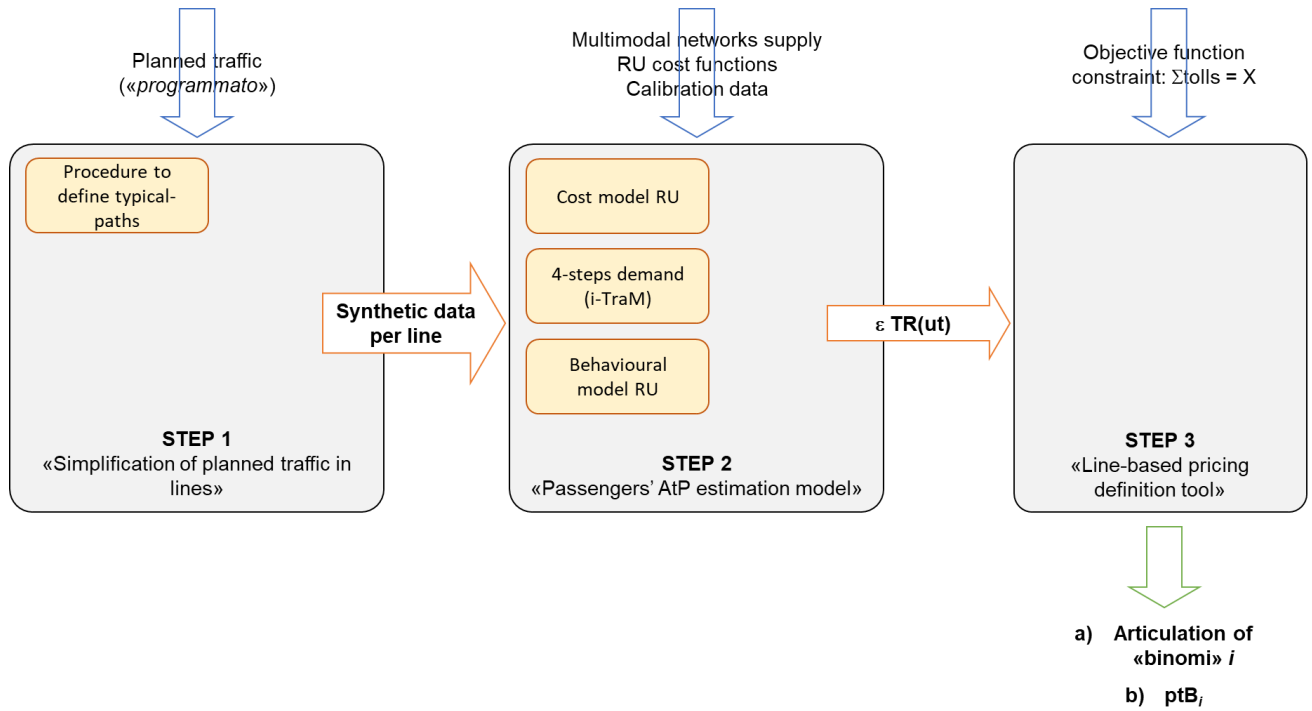 Planned traffic
(«programmato»)
Multimodal networks supply
RU cost functions
Calibration data
Objective function
constraint: Σtolls = X
Procedure to
define typical-
paths
STEP 1
«Simplification of planned traffic in
lines»
Synthetic data
per line
Cost model RU
4-steps demand
(i-TraM)
Behavioural
model RU
STEP 2
«Passengers' AtP estimation model»
ε TR(ut)
STEP 3
«Line-based pricing
definition tool»
a) Articulation of
«binomi» i
b) ptBi